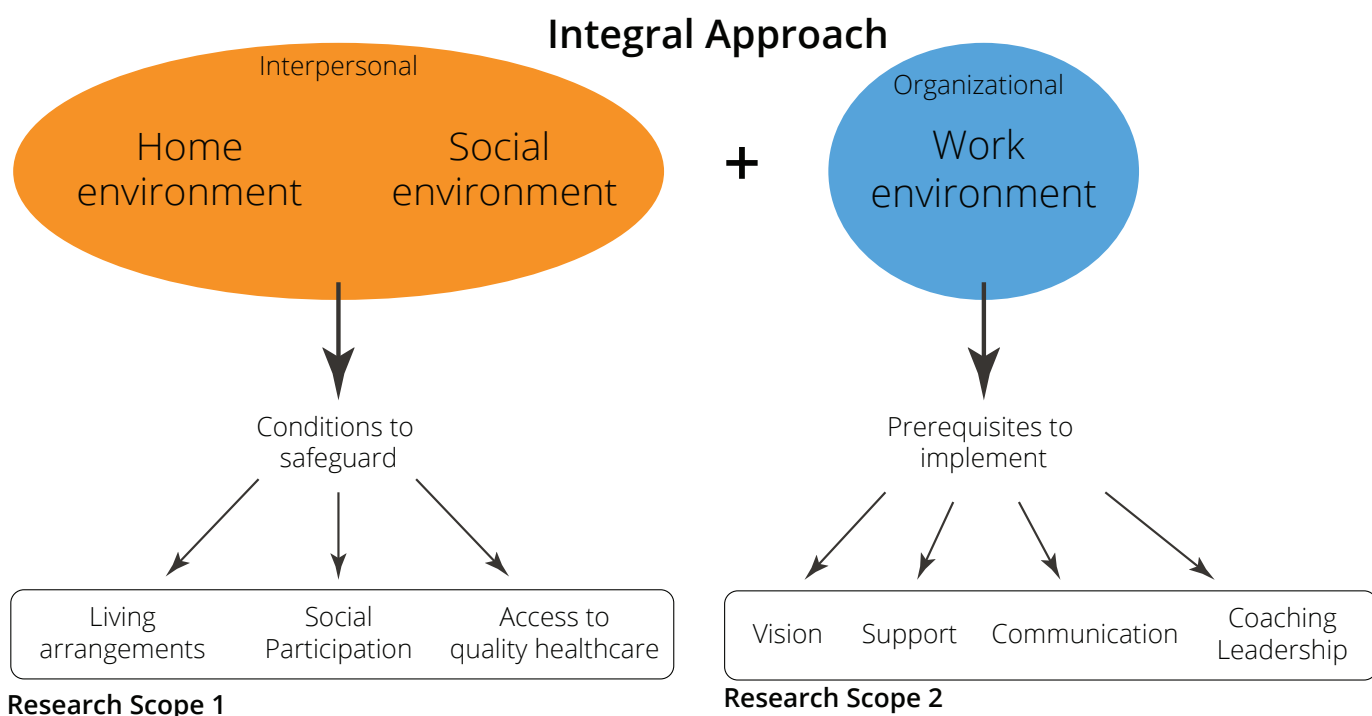 Integral Approach
Interpersonal
Home
environment
Social
environment
+
Organizational
Work
environment
Conditions to
safeguard
Prerequisites to
implement
Living
arrangements
Social
Participation
Access to
quality healthcare
Vision
Support
Communication
Coaching
Leadership
Research Scope 1
Research Scope 2